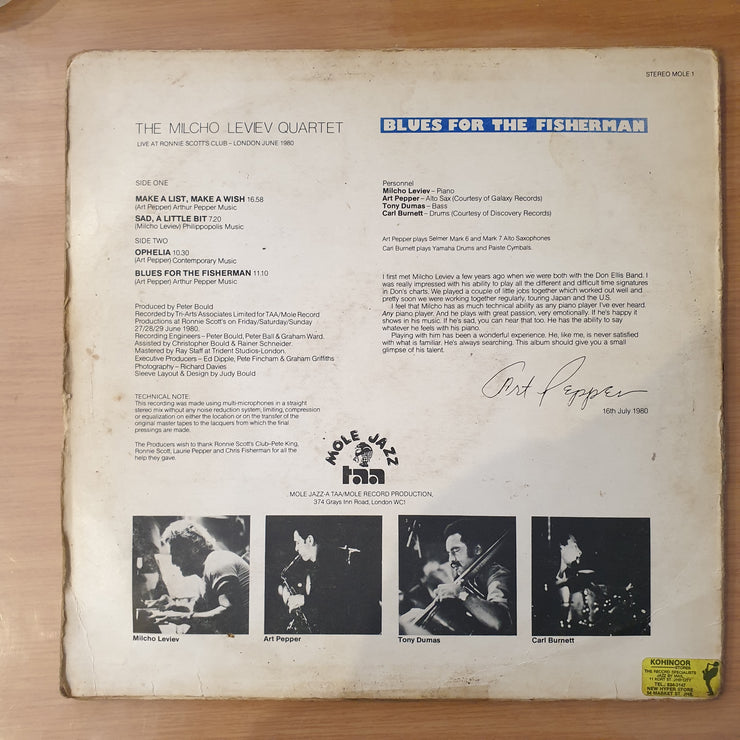 STEREO MOLE 1
THE MILCHO LEVIEV QUARTET
LIVE AT RONNIE SCOTT'S CLUB – LONDON JUNE 1980
BLUES FOR THE FISHERMAN
SIDE ONE
MAKE A LIST, MAKE A WISH 16.58
(Art Pepper) Arthur Pepper Music
SAD, A LITTLE BIT 7.20
(Milcho Leviev) Philippopolis Music
SIDE TWO
OPHELIA 10.30
(Art Pepper) Contemporary Music
BLUES FOR THE FISHERMAN 11.10
(Art Pepper) Arthur Pepper Music
Produced by Peter Bould
Recorded by Tri-Arts Associates Limited for TAA/Mole Record
Productions at Ronnie Scott's on Friday/Saturday/Sunday
27/28/29 June 1980.
Recording Engineers – Peter Bould, Peter Ball & Graham Ward.
Assisted by Christopher Bould & Rainer Schneider.
Mastered by Ray Staff at Trident Studios-London.
Executive Producers – Ed Dipple, Pete Fincham & Graham Griffiths
Photography – Richard Davies
Sleeve Layout & Design by Judy Bould
TECHNICAL NOTE:
This recording was made using multi-microphones in a straight
stereo mix without any noise reduction system, limiting, compression
or equalization on either the location or on the transfer of the
original master tapes to the lacquers from which the final
pressings are made.
The Producers wish to thank Ronnie Scott's Club-Pete King,
Ronnie Scott, Laurie Pepper and Chris Fisherman for all the
help they gave.
Personnel
Milcho Leviev – Piano
Art Pepper – Alto Sax (Courtesy of Galaxy Records)
Tony Dumas – Bass
Carl Burnett – Drums (Courtesy of Discovery Records)
Art Pepper plays Selmer Mark 6 and Mark 7 Alto Saxophones
Carl Burnett plays Yamaha Drums and Paiste Cymbals.
I first met Milcho Leviev a few years ago when we were both with the Don Ellis Band. I
was really impressed with his ability to play all the different and difficult time signatures
in Don's charts. We played a couple of little jobs together which worked out well and
pretty soon we were working together regularly, touring Japan and the U.S.
I feel that Milcho has as much technical ability as any piano player I've ever heard.
Any piano player. And he plays with great passion, very emotionally. If he's happy it
shows in his music. If he's sad, you can hear that too. He has the ability to say
whatever he feels with his piano.
Playing with him has been a wonderful experience. He, like me, is never satisfied
with what is familiar. He's always searching. This album should give you a small
glimpse of his talent.
Art Pepper
16th July 1980
MOLE JAZZ
taa
MOLE JAZZ-A TAA/MOLE RECORD PRODUCTION,
374 Grays Inn Road, London WC1
Milcho Leviev
Art Pepper
Tony Dumas
Carl Burnett
KOHINOOR
STORES
THE RECORD SPECIALISTS
JAZZ BY MAIL
11 KORT ST. JHB CITY
TEL.: 834-3147
NEW HYPER STORE
54 MARKET ST. JHB.